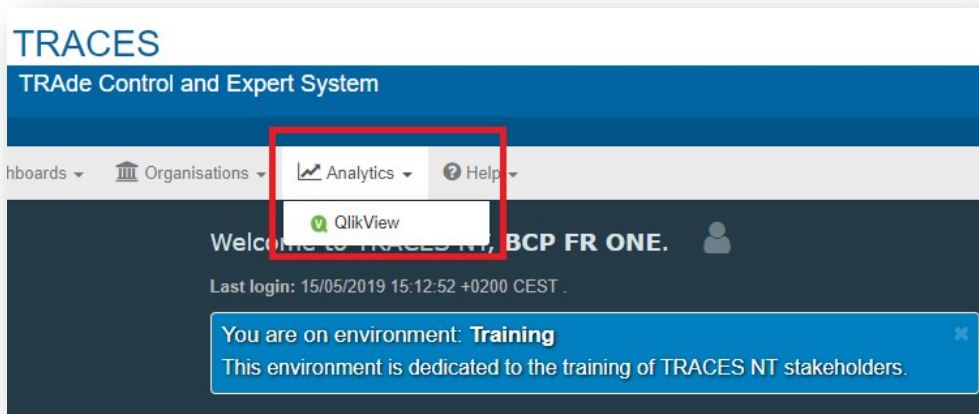 TRACES
TRAde Control and Expert System
hboards Organisations Analytics Help
QlikView
Welcome to TRACES NT, BCP FR ONE.
Last login: 15/05/2019 15:12:52 +0200 CEST .
You are on environment: Training
This environment is dedicated to the training of TRACES NT stakeholders.